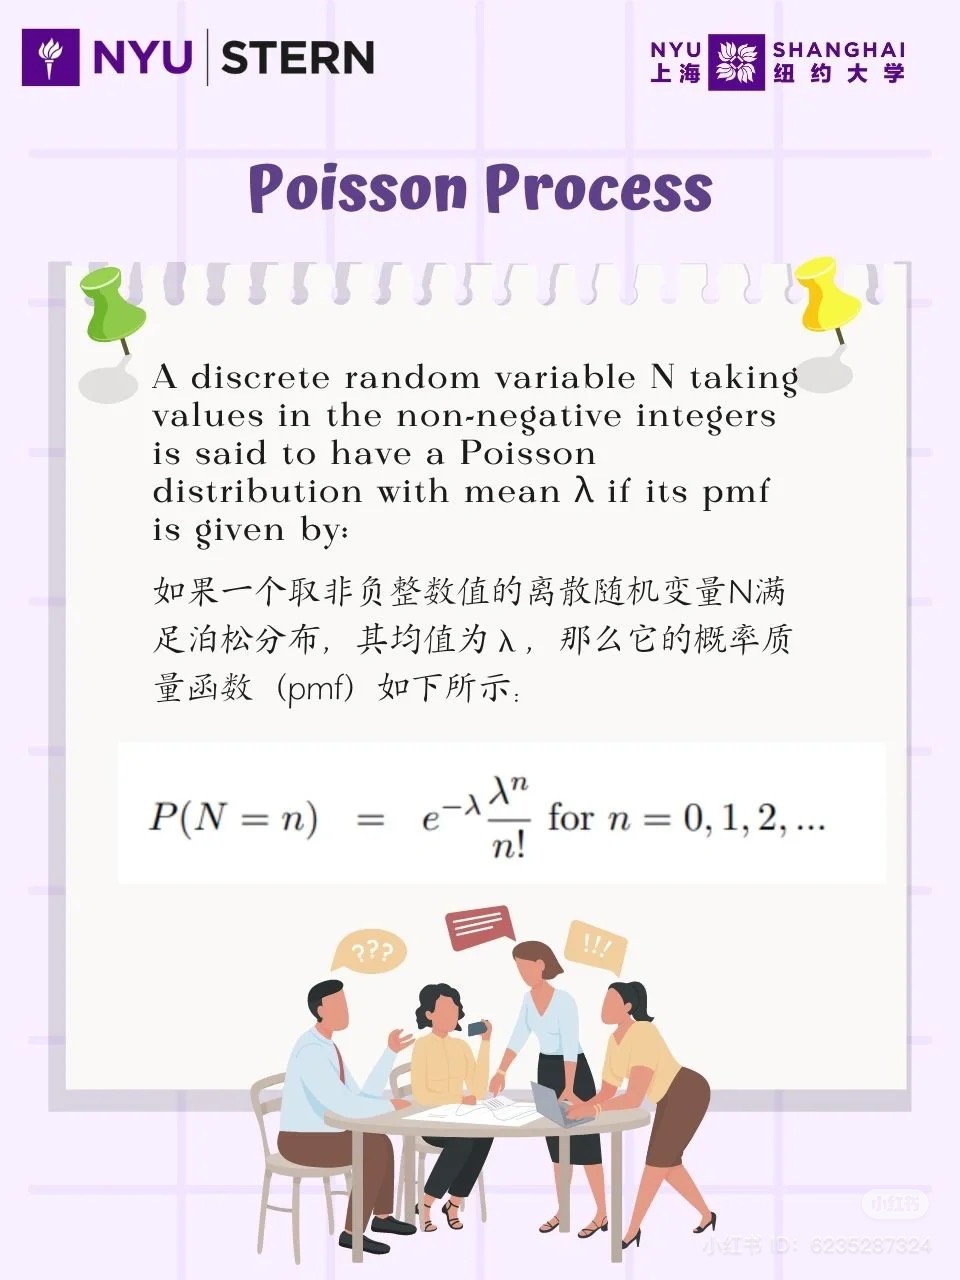 NYU | STERN
NYU SHANGHAI
上海 纽约大学
Poisson Process
A discrete random variable N taking
values in the non-negative integers
is said to have a Poisson
distribution with mean λ if its pmf
is given by:
如果一个取非负整数值的离散随机变量N满
足泊松分布，其均值为λ，那么它的概率质
量函数（pmf）如下所示：
P(N = n) = e^{-λ} \frac{λ^n}{n!} for n = 0, 1, 2, ...
???
!!!
小红书
小红书 ID: 6235287324